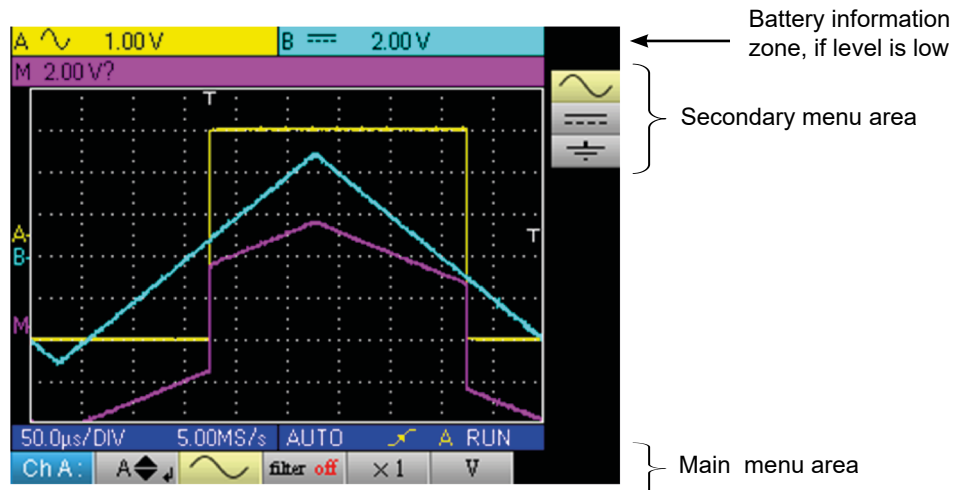 A 1.00 V B 2.00 V
M 2.00 V?
T
A
B
T
M
50.0µs/DIV 5.00MS/s AUTO A RUN
Ch A: A filter off ×1 V
Battery information
zone, if level is low
Secondary menu area
Main menu area